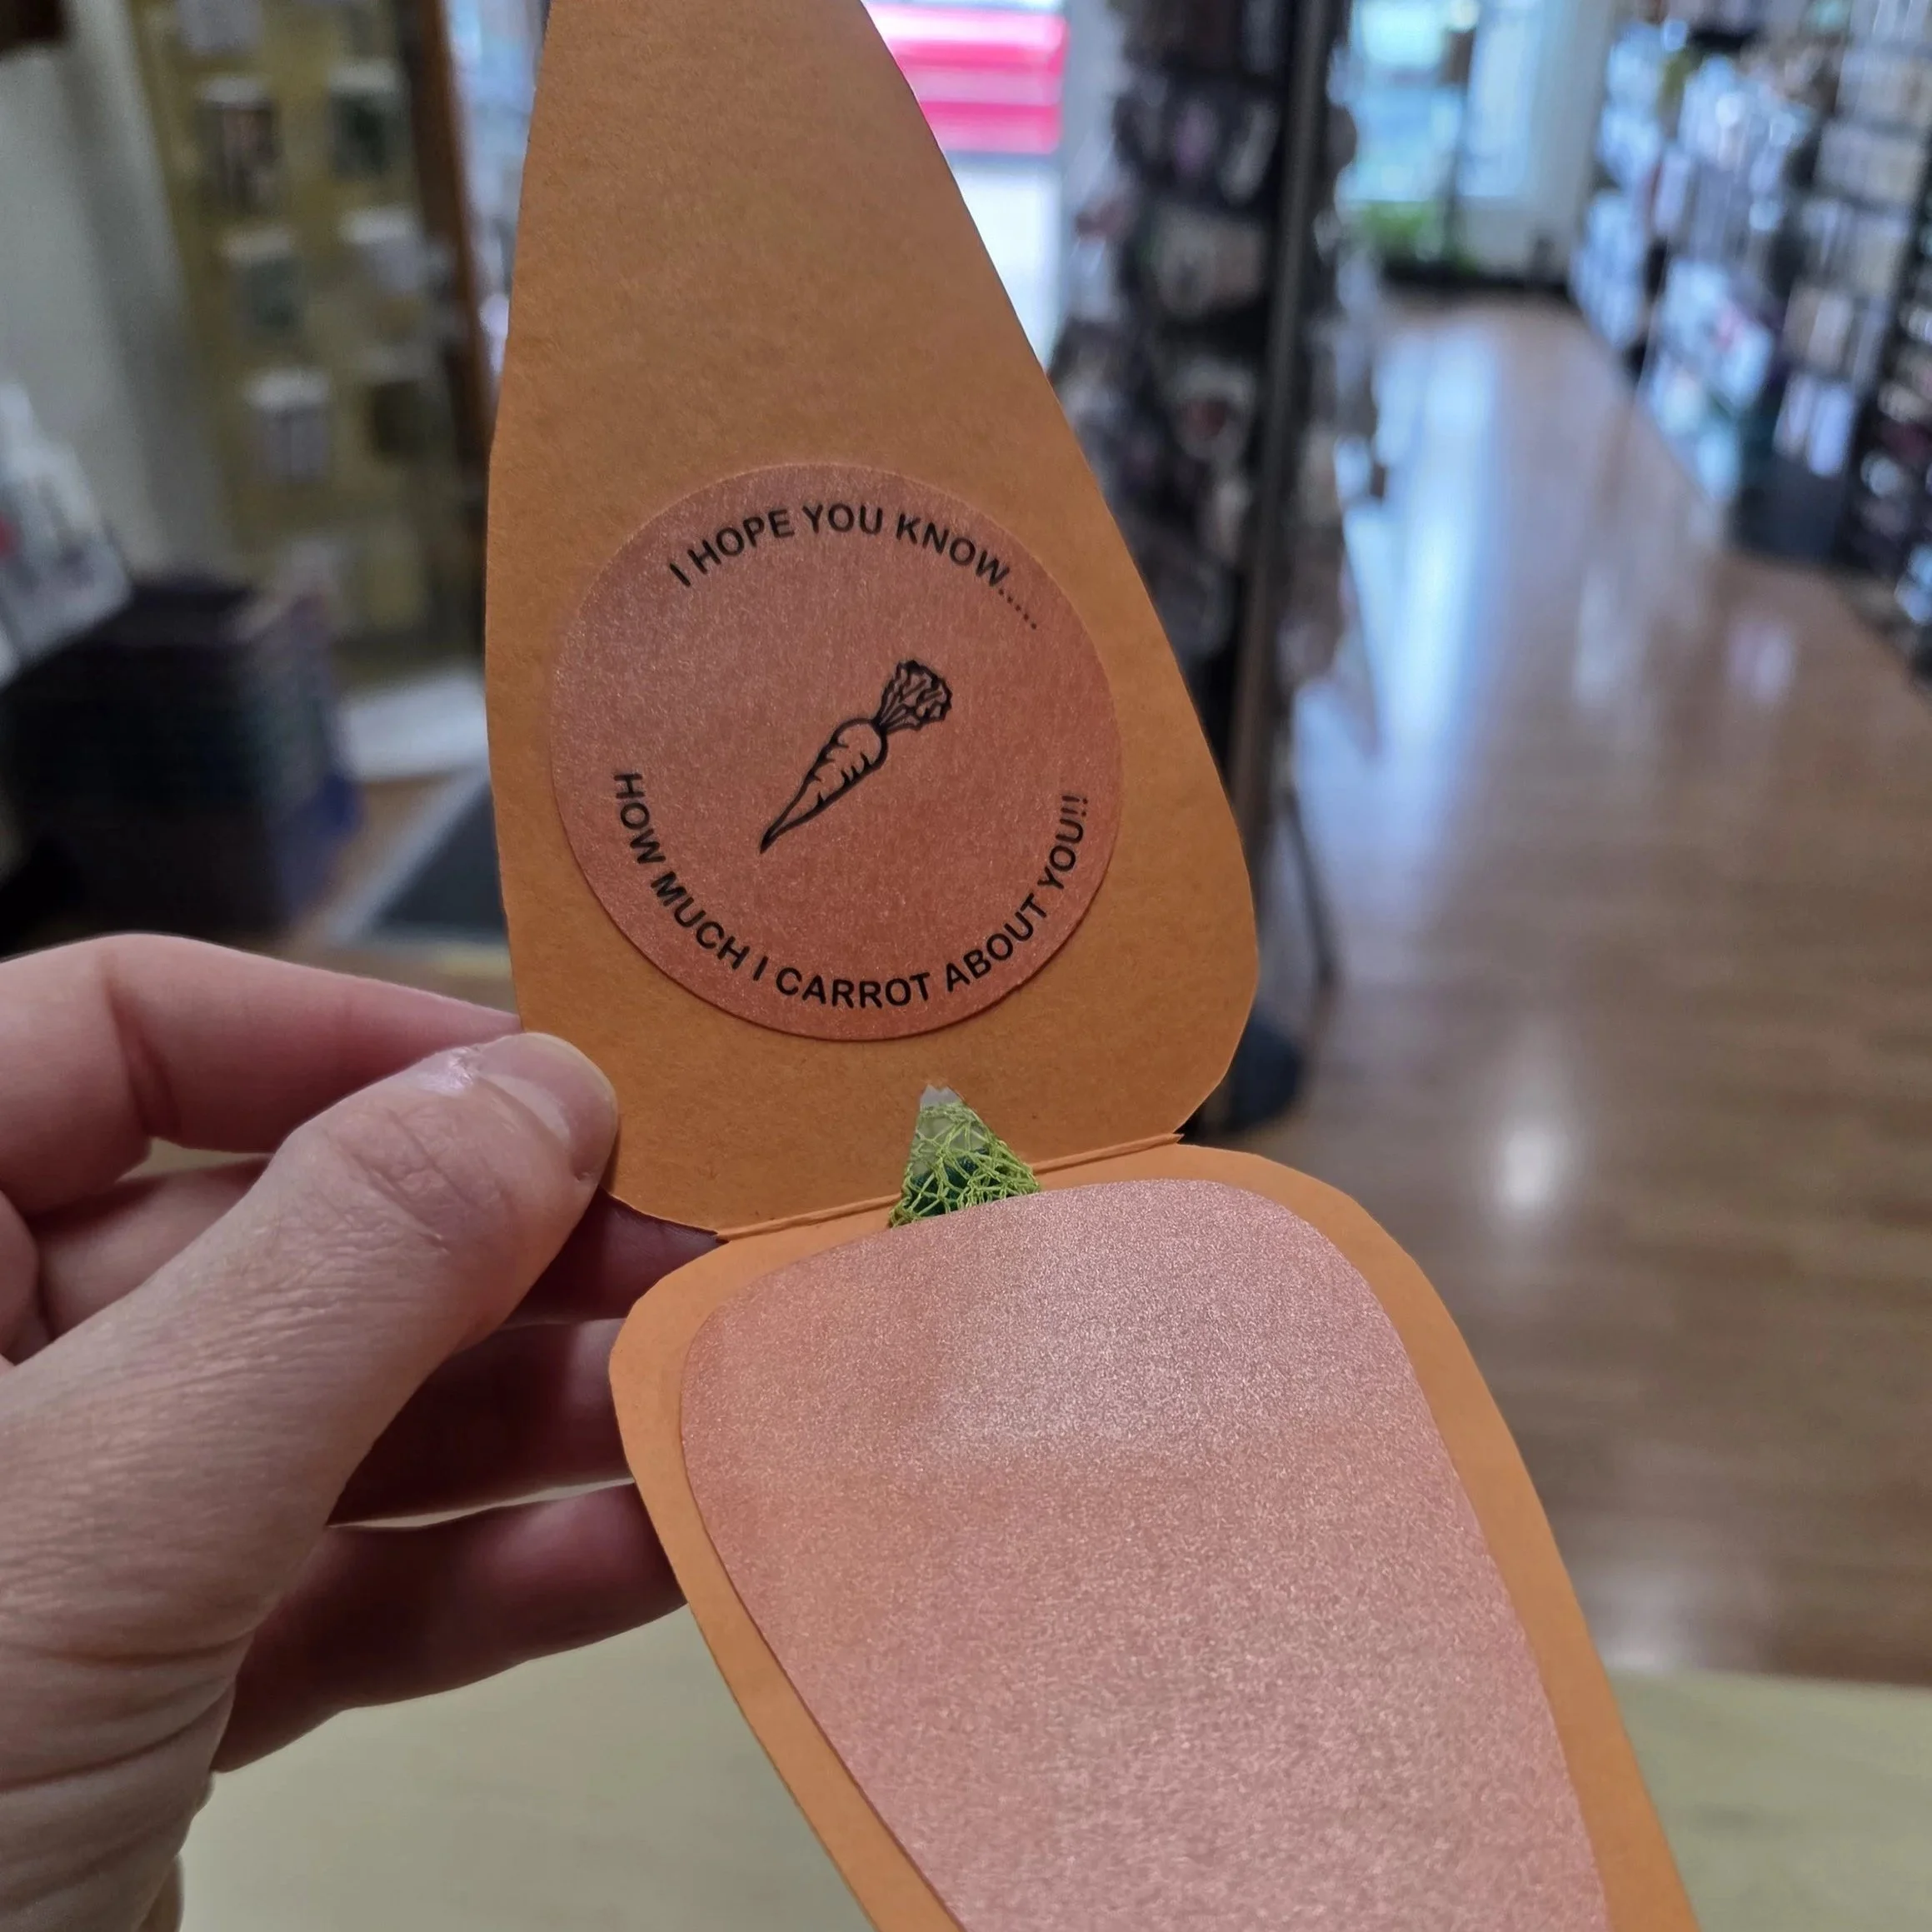 I HOPE YOU KNOW.....
HOW MUCH I CARROT ABOUT YOU!!